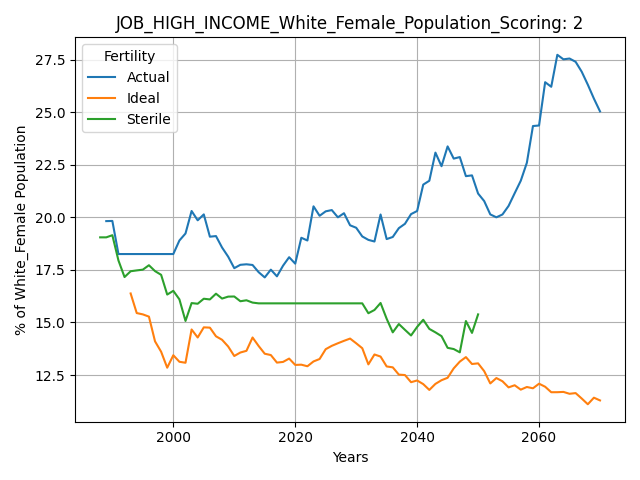 JOB_HIGH_INCOME_White_Female_Population_Scoring: 2
Fertility
Actual
Ideal
Sterile
% of White_Female Population
27.5
25.0
22.5
20.0
17.5
15.0
12.5
2000 2020 2040 2060
Years